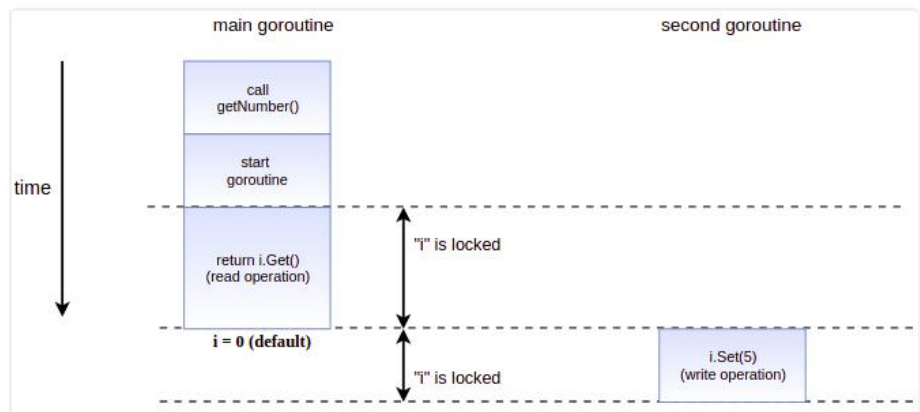 main goroutine
second goroutine
call
getNumber()
start
goroutine
time
return i.Get()
(read operation)
"i" is locked
i = 0 (default)
"i" is locked
i.Set(5)
(write operation)